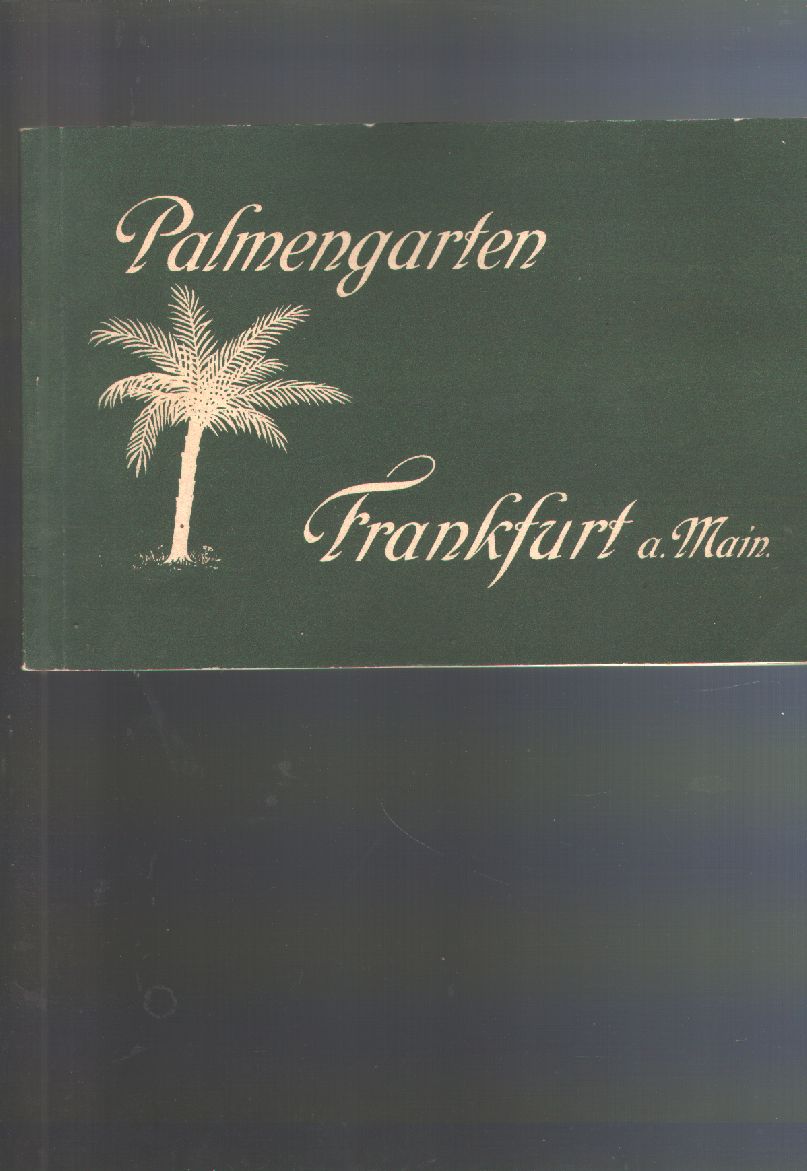 Palmengarten
Frankfurt a. Main.